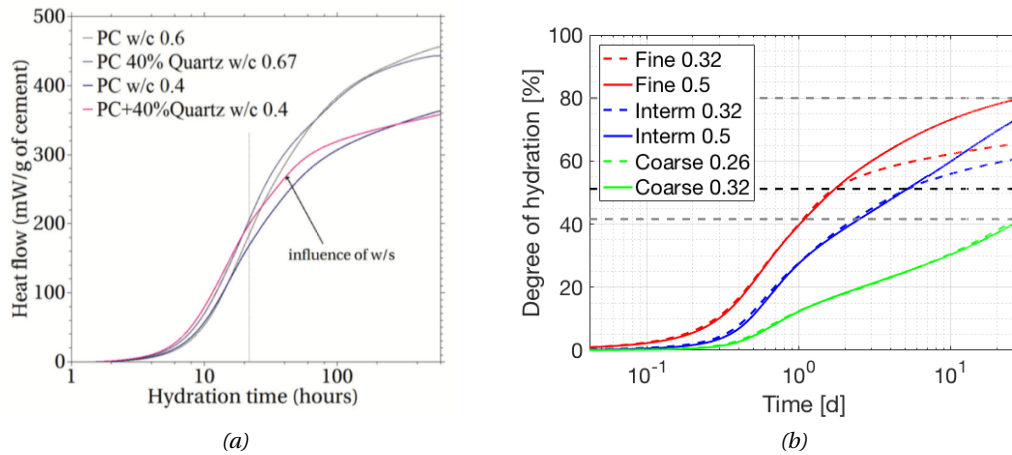 500
400
300
200
100
0
Heat flow (mW/g of cement)
PC w/c 0.6
PC 40% Quartz w/c 0.67
PC w/c 0.4
PC+40%Quartz w/c 0.4
influence of w/s
1
10
100
Hydration time (hours)
(a)
100
80
60
40
20
0
Degree of hydration [%]
Fine 0.32
Fine 0.5
Interm 0.32
Interm 0.5
Coarse 0.26
Coarse 0.32
10-1
100
101
Time [d]
(b)